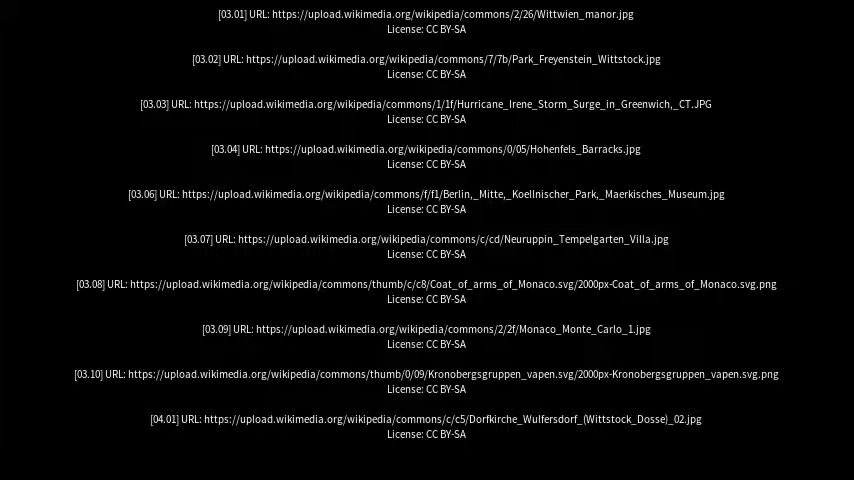 [03.01] URL: https://upload.wikimedia.org/wikipedia/commons/2/26/Wittwien_manor.jpg
License: CC BY-SA
[03.02] URL: https://upload.wikimedia.org/wikipedia/commons/7/7b/Park_Freyenstein_Wittstock.jpg
License: CC BY-SA
[03.03] URL: https://upload.wikimedia.org/wikipedia/commons/1/1f/Hurricane_Irene_Storm_Surge_in_Greenwich,_CT.JPG
License: CC BY-SA
[03.04] URL: https://upload.wikimedia.org/wikipedia/commons/0/05/Hohenfels_Barracks.jpg
License: CC BY-SA
[03.06] URL: https://upload.wikimedia.org/wikipedia/commons/f/f1/Berlin,_Mitte,_Koellnischer_Park,_Maerkisches_Museum.jpg
License: CC BY-SA
[03.07] URL: https://upload.wikimedia.org/wikipedia/commons/c/cd/Neuruppin_Tempelgarten_Villa.jpg
License: CC BY-SA
[03.08] URL: https://upload.wikimedia.org/wikipedia/commons/thumb/c/c8/Coat_of_arms_of_Monaco.svg/2000px-Coat_of_arms_of_Monaco.svg.png
License: CC BY-SA
[03.09] URL: https://upload.wikimedia.org/wikipedia/commons/2/2f/Monaco_Monte_Carlo_1.jpg
License: CC BY-SA
[03.10] URL: https://upload.wikimedia.org/wikipedia/commons/thumb/0/09/Kronobergsgruppen_vapen.svg/2000px-Kronobergsgruppen_vapen.svg.png
License: CC BY-SA
[04.01] URL: https://upload.wikimedia.org/wikipedia/commons/c/c5/Dorfkirche_Wulfersdorf_(Wittstock_Dosse)_02.jpg
License: CC BY-SA